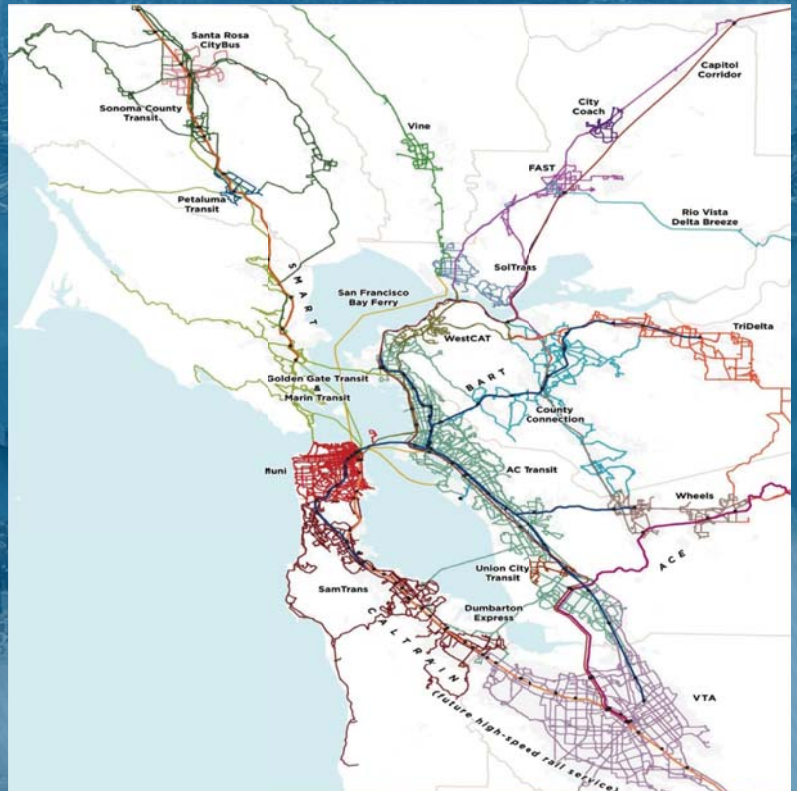 Santa Rosa
CityBus
Sonoma County
Transit
Vine
City
Coach
Capitol
Corridor
FAST
Petaluma
Transit
Rio Vista
Delta Breeze
SMART
SolTrans
San Francisco
Bay Ferry
WestCAT
TriDelta
BART
Golden Gate Transit
&
Marin Transit
County
Connection
Muni
AC Transit
Wheels
ACE
Union City
Transit
SamTrans
Dumbarton
Express
CALTRAIN
(future high-speed rail service)
VTA